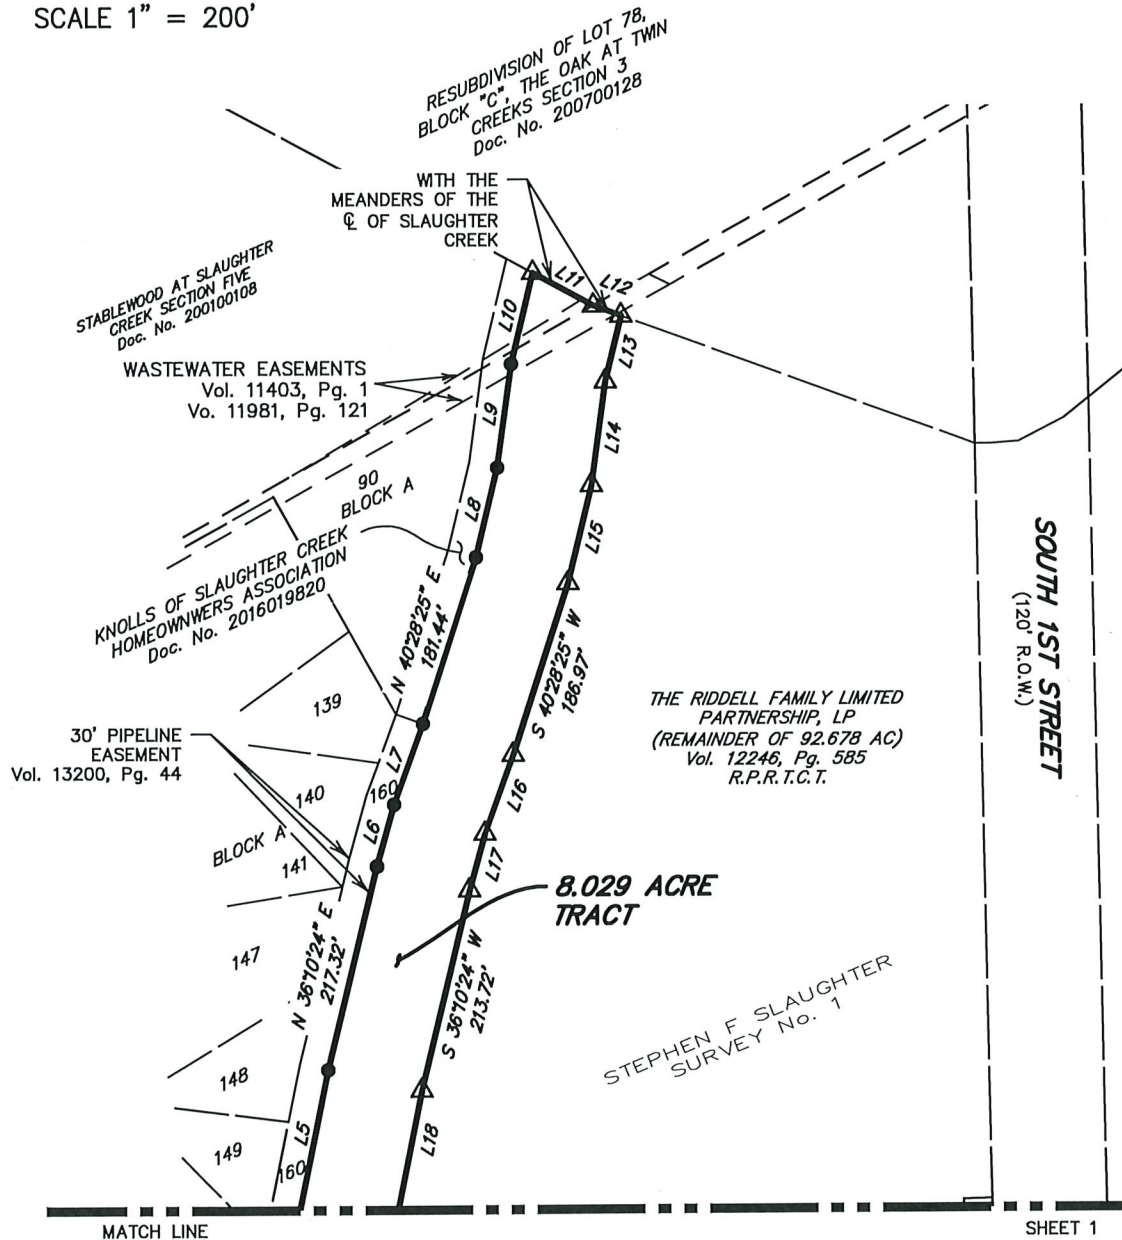 SCALE 1" = 200'
RESUBDIVISION OF LOT 78,
BLOCK "C", THE OAK AT TWIN
CREEKS SECTION 3
Doc. No. 200700128
WITH THE
MEANDERS OF THE
℄ OF SLAUGHTER
CREEK
L11
L12
STABLEWOOD AT SLAUGHTER
CREEK SECTION FIVE
Doc. No. 200100108
L10
L13
WASTEWATER EASEMENTS
Vol. 11403, Pg. 1
Vo. 11981, Pg. 121
L9
L14
90
BLOCK A
L8
L15
KNOLLS OF SLAUGHTER CREEK
HOMEOWNWERS ASSOCIATION
Doc. No. 2016019820
N 40°28'25" E
181.44'
S 40°28'25" W
186.97'
SOUTH 1ST STREET
(120' R.O.W.)
139
THE RIDDELL FAMILY LIMITED
PARTNERSHIP, LP
(REMAINDER OF 92.678 AC)
Vol. 12246, Pg. 585
R.P.R.T.C.T.
30' PIPELINE
EASEMENT
Vol. 13200, Pg. 44
L7
140
160
L16
BLOCK A
L6
141
L17
8.029 ACRE
TRACT
147
N 36°10'24" E
217.32'
S 36°10'24" W
213.72'
STEPHEN F SLAUGHTER
SURVEY No. 1
148
L5
L18
149
160
MATCH LINE
SHEET 1